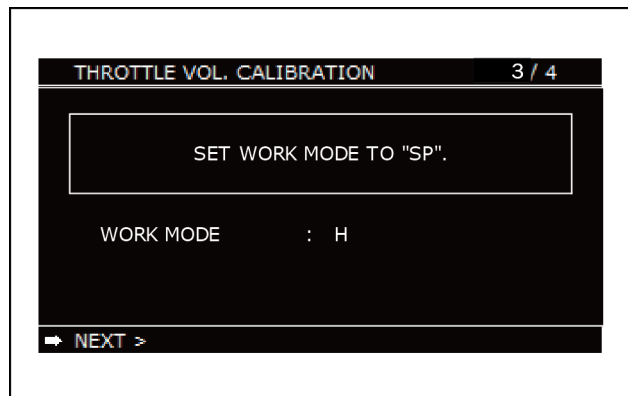 THROTTLE VOL. CALIBRATION 3 / 4
SET WORK MODE TO "SP".
WORK MODE : H
➡ NEXT >